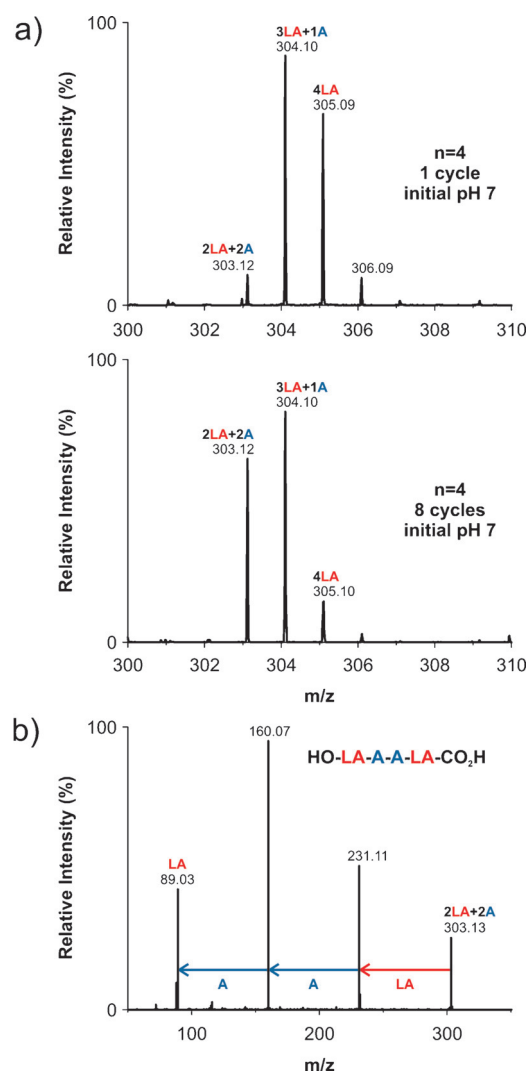 a)
100
Relative Intensity (%)
0
3LA+1A
304.10
4LA
305.09
2LA+2A
303.12
306.09
n=4
1 cycle
initial pH 7
300 302 304 306 308 310
100
Relative Intensity (%)
0
3LA+1A
304.10
2LA+2A
303.12
4LA
305.10
n=4
8 cycles
initial pH 7
300 302 304 306 308 310
m/z
b)
100
Relative Intensity (%)
0
160.07
HO-LA-A-A-LA-CO₂H
231.11
LA
89.03
2LA+2A
303.13
A A LA
100 200 300
m/z